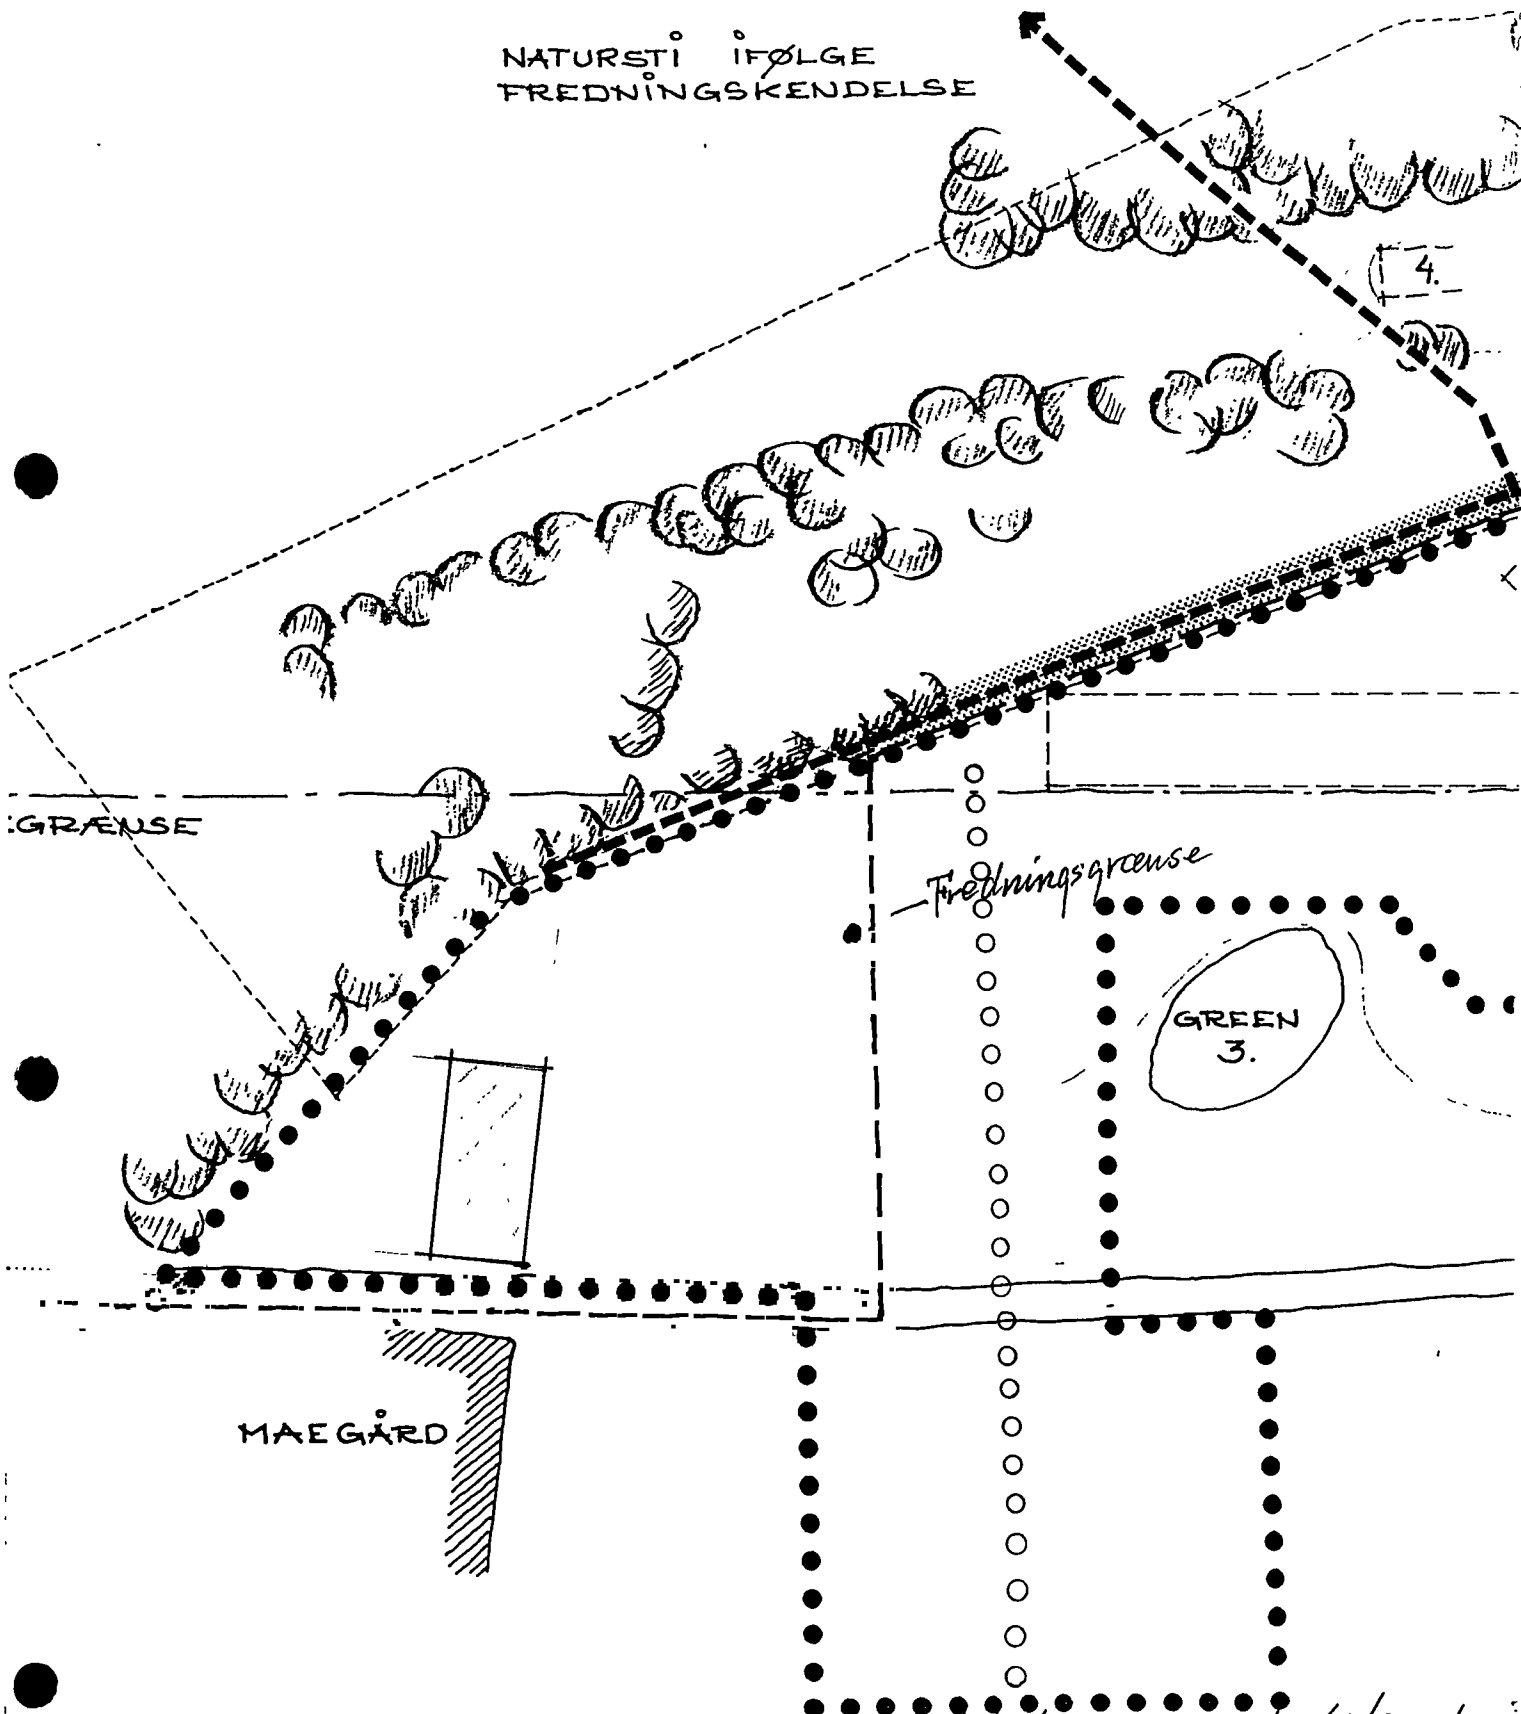 NATURSTI IFØLGE
FREDNINGSKENDELSE
4.
GRÆNSE
Fredningsgrænse
GREEN
3.
MAEGÅRD